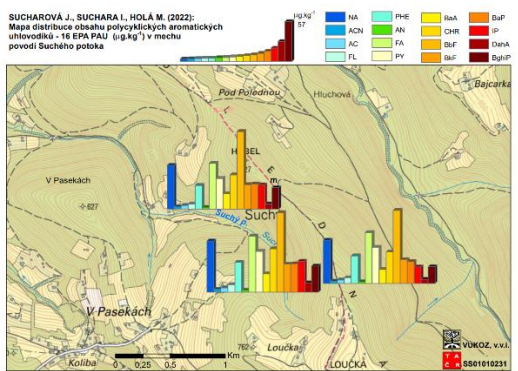 SUCHAROVÁ J., SUCHARA I., HOLÁ M. (2022):
Mapa distribuce obsahu polycyklických aromatických
uhlovodíků - 16 EPA PAU (µg.kg-1) v mechu
povodí Suchého potoka
µg.kg-1
57
NA
ACN
AC
FL
PHE
AN
FA
PY
BaA
CHR
BbF
BkF
BaP
IP
DahA
BghiP
Pod Polednou
Hluchová
Bajcarka
V Pasekách
627
Suchý p.
Such
V Pasekách
Koliba
0
0.5
1
Km
762
Loučka
LOUČKÁ
VÚKOZ, v.v.i.
T A
Č R
SS01010231